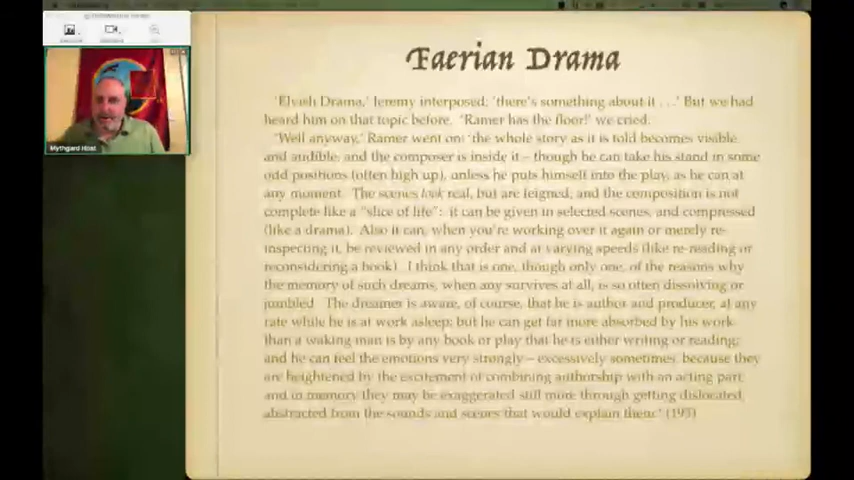 Faerian Drama
'Elvish Drama,' Jeremy interposed; 'there's something about it . . .' But we had
heard him on that topic before. 'Ramer has the floor!' we cried.
'Well anyway,' Ramer went on: 'the whole story as it is told becomes visible
and audible, and the composer is inside it – though he can take his stand in some
odd positions (often high up), unless he puts himself into the play, as he can at
any moment. The scenes look real, but are feigned; and the composition is not
complete like a "slice of life": it can be given in selected scenes, and compressed
(like a drama). Also it can, when you're working over it again or merely re-
inspecting it, be reviewed in any order and at varying speeds (like re-reading or
reconsidering a book). I think that is one, though only one, of the reasons why
the memory of such dreams, when any survives at all, is so often dissolving or
jumbled. The dreamer is aware, of course, that he is author and producer, at any
rate while he is at work asleep; but he can get far more absorbed by his work
than a waking man is by any book or play that he is either writing or reading;
and he can feel the emotions very strongly – excessively sometimes, because they
are heightened by the excitement of combining authorship with an acting part;
and in memory they may be exaggerated still more through getting dislocated,
abstracted from the sounds and scenes that would explain them.' (193)
Mythgard Host